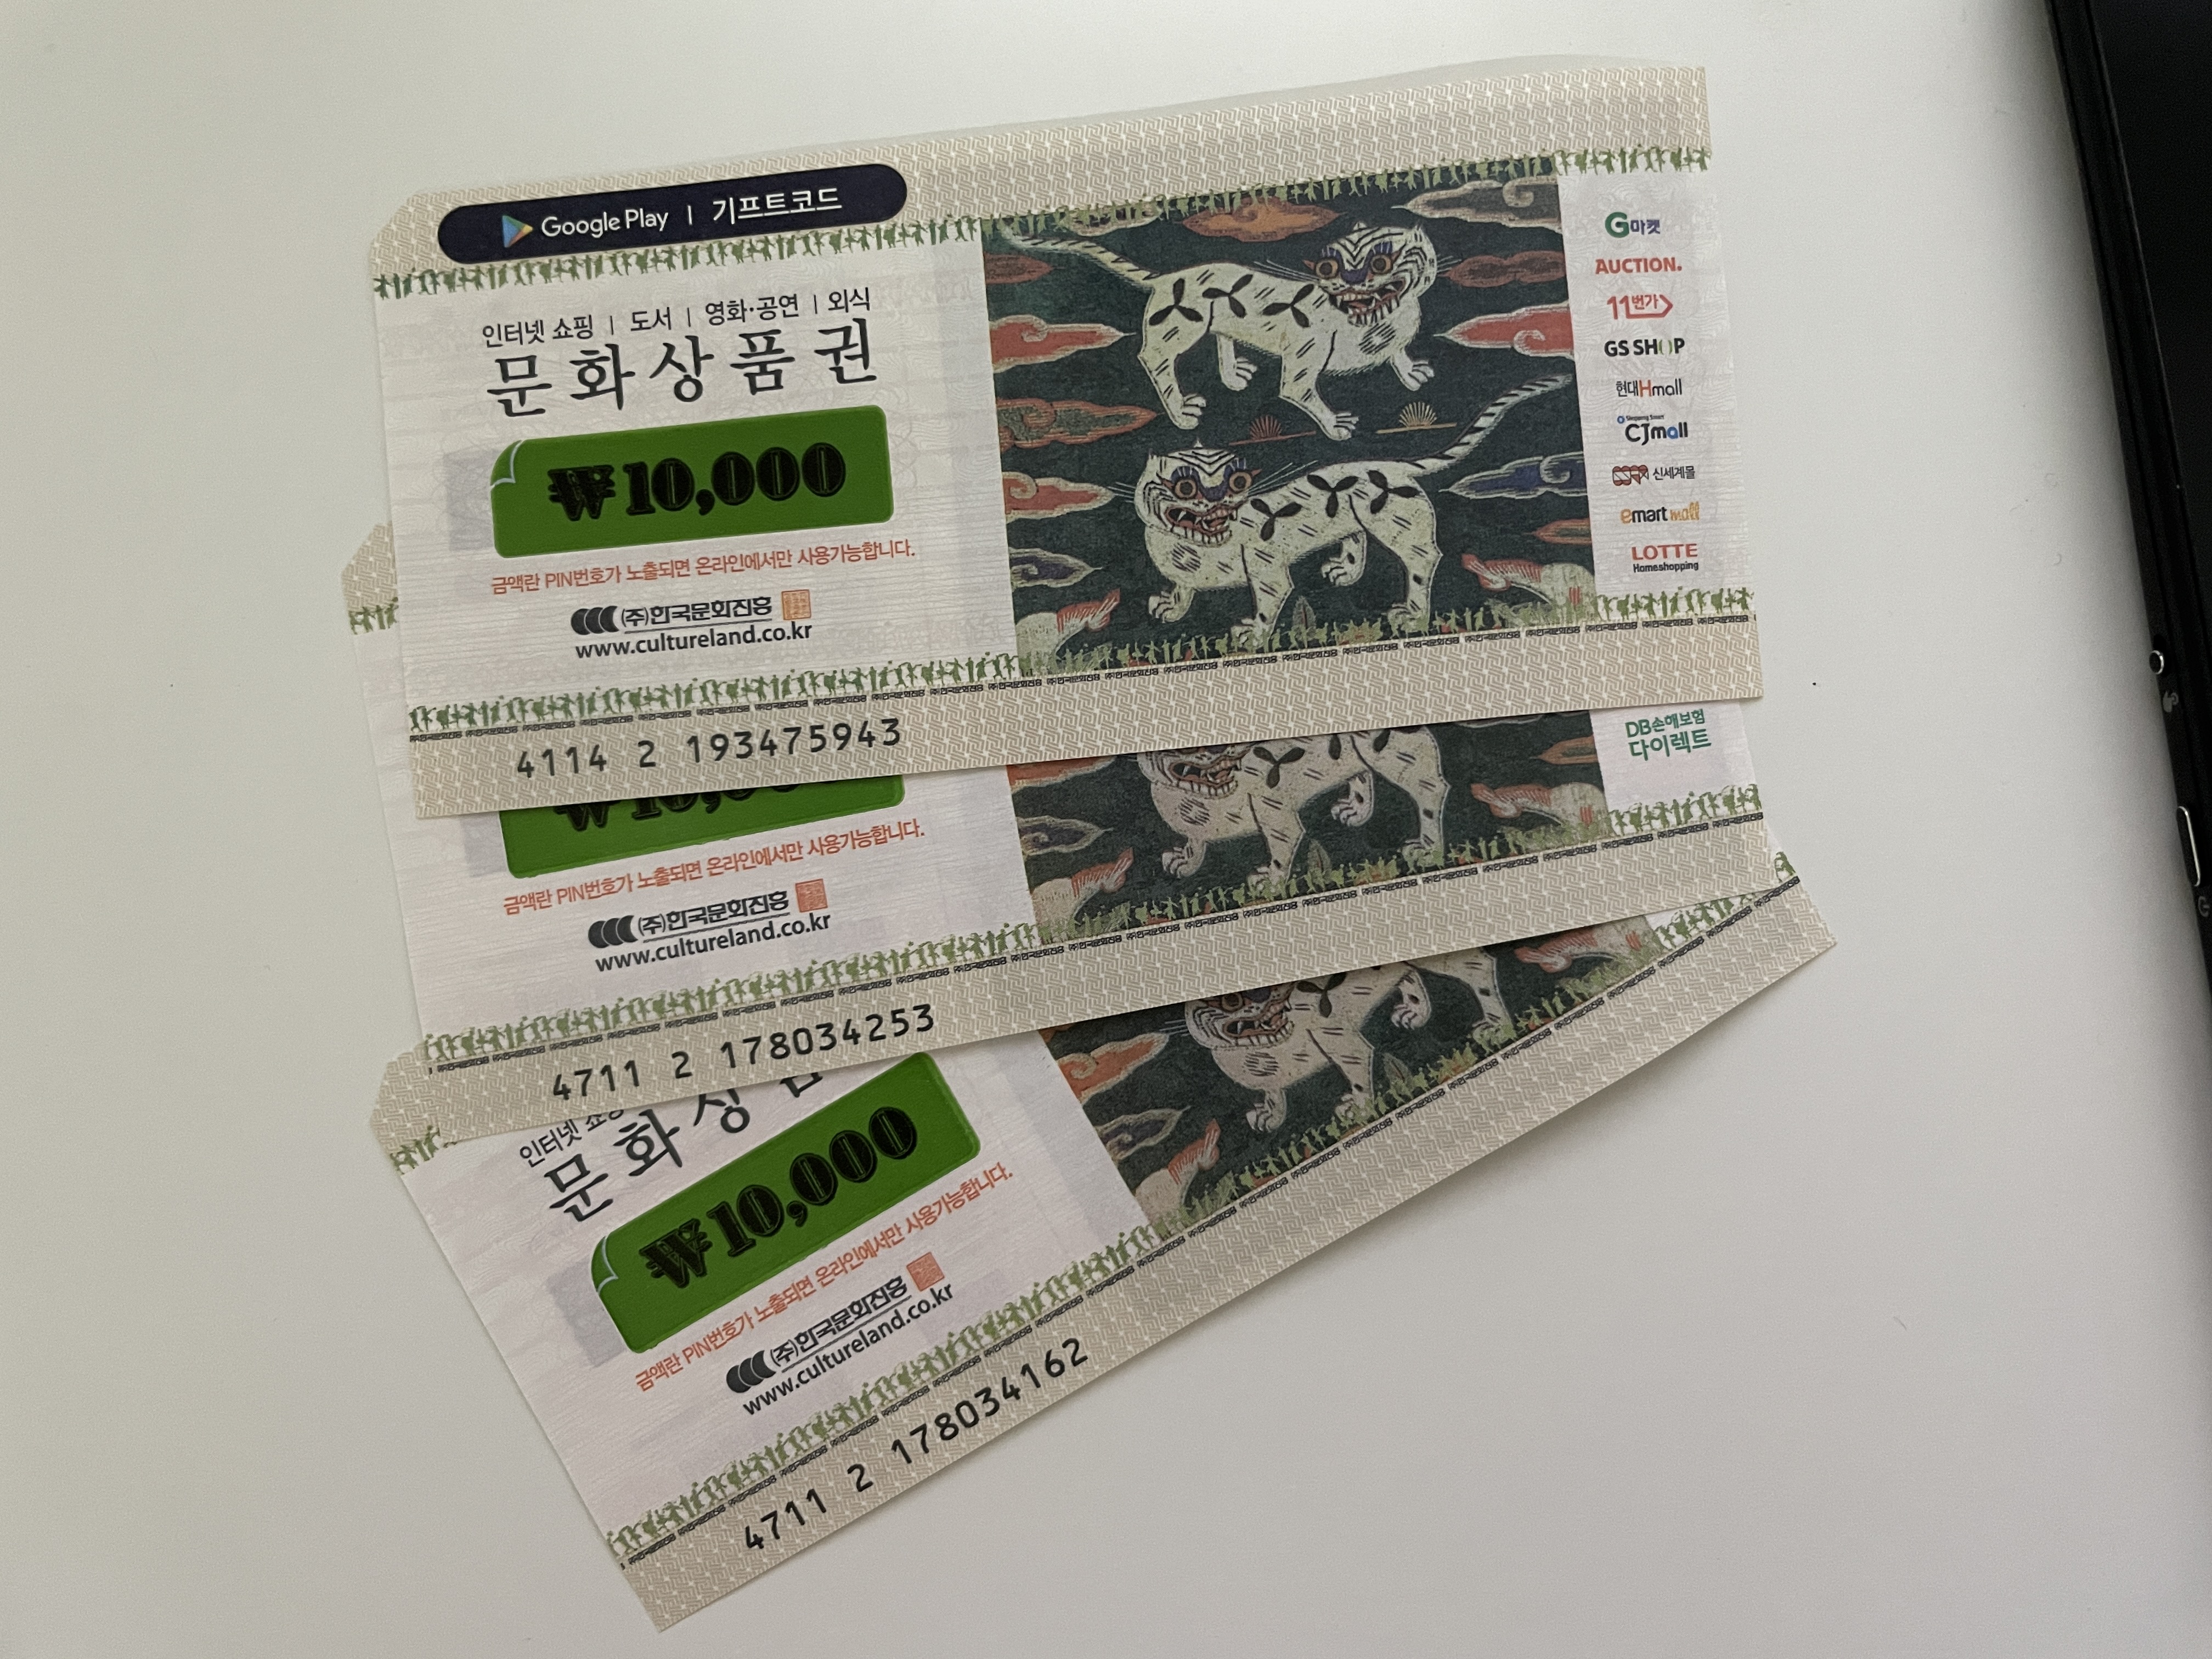 Google Play | 기프트코드
인터넷 쇼핑 | 도서 | 영화·공연 | 외식
문화상품권
₩10,000
금액란 PIN번호가 노출되면 온라인에서만 사용가능합니다.
(주)한국문화진흥
www.cultureland.co.kr
4114 2 193475943
G마켓
AUCTION.
11번가
GS SHOP
현대Hmall
CJmall
신세계몰
emart mall
LOTTE
Homeshopping
₩10,000
금액란 PIN번호가 노출되면 온라인에서만 사용가능합니다.
(주)한국문화진흥
www.cultureland.co.kr
4711 2 178034253
DB손해보험
다이렉트
인터넷 쇼핑
문화상품
₩10,000
금액란 PIN번호가 노출되면 온라인에서만 사용가능합니다.
(주)한국문화진흥
www.cultureland.co.kr
4711 2 178034162